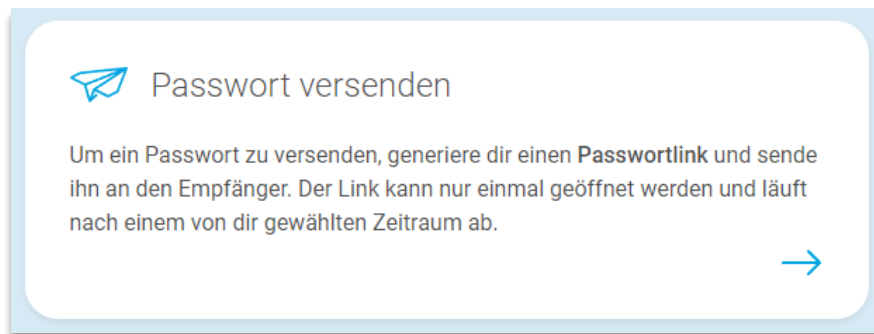 Passwort versenden
Um ein Passwort zu versenden, generiere dir einen Passwortlink und sende
ihn an den Empfänger. Der Link kann nur einmal geöffnet werden und läuft
nach einem von dir gewählten Zeitraum ab.